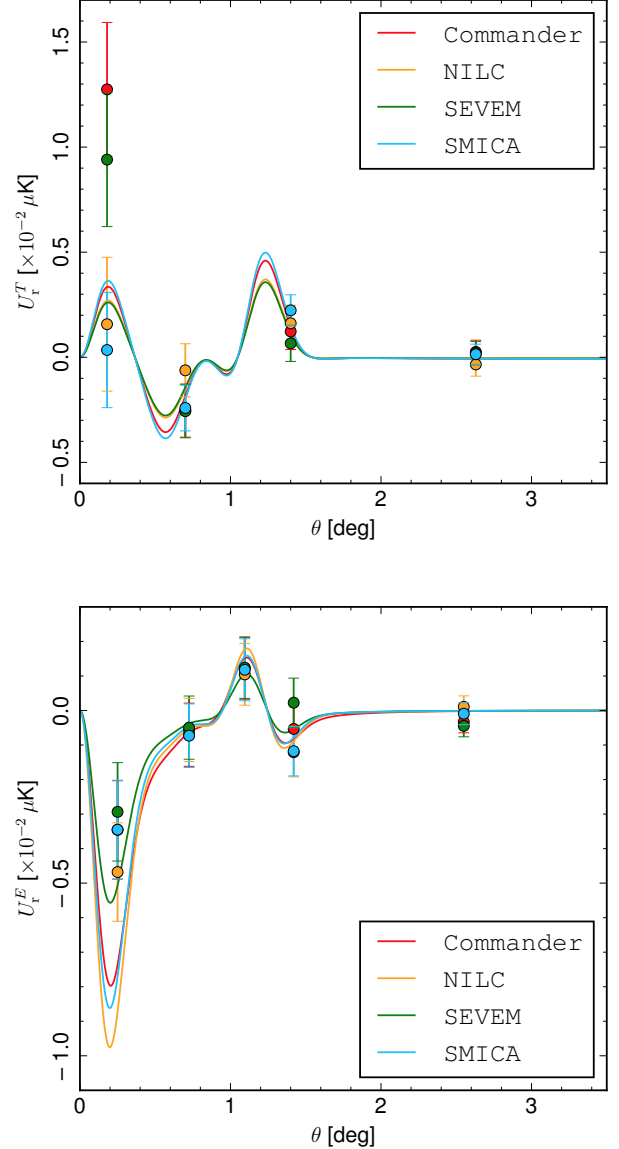 1.5
1.0
0.5
0.0
−0.5
U_r^T [×10⁻² μK]
Commander
NILC
SEVEM
SMICA
0 1 2 3
θ [deg]
0.0
−0.5
−1.0
U_r^E [×10⁻² μK]
Commander
NILC
SEVEM
SMICA
0 1 2 3
θ [deg]